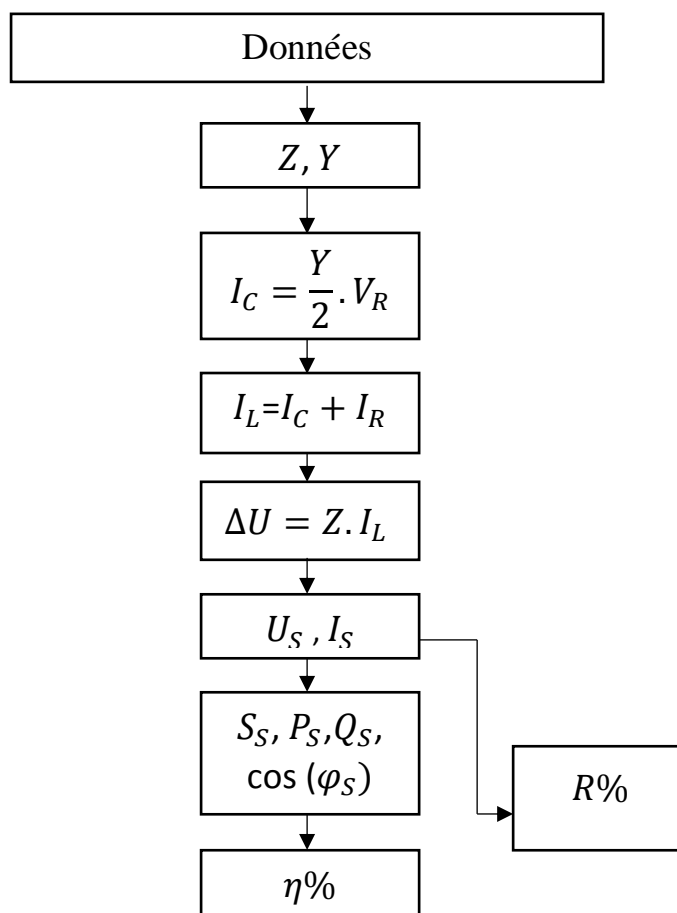 Données
Z, Y
I_C = Y/2 . V_R
I_L=I_C + I_R
ΔU = Z. I_L
U_S , I_S
S_S, P_S,Q_S,
cos (φ_S)
R%
η%